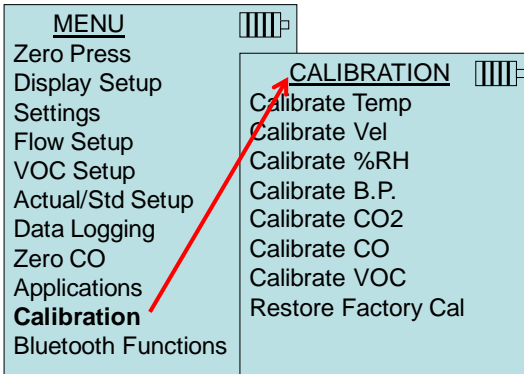 MENU
Zero Press
Display Setup
Settings
Flow Setup
VOC Setup
Actual/Std Setup
Data Logging
Zero CO
Applications
Calibration
Bluetooth Functions
CALIBRATION
Calibrate Temp
Calibrate Vel
Calibrate %RH
Calibrate B.P.
Calibrate CO2
Calibrate CO
Calibrate VOC
Restore Factory Cal